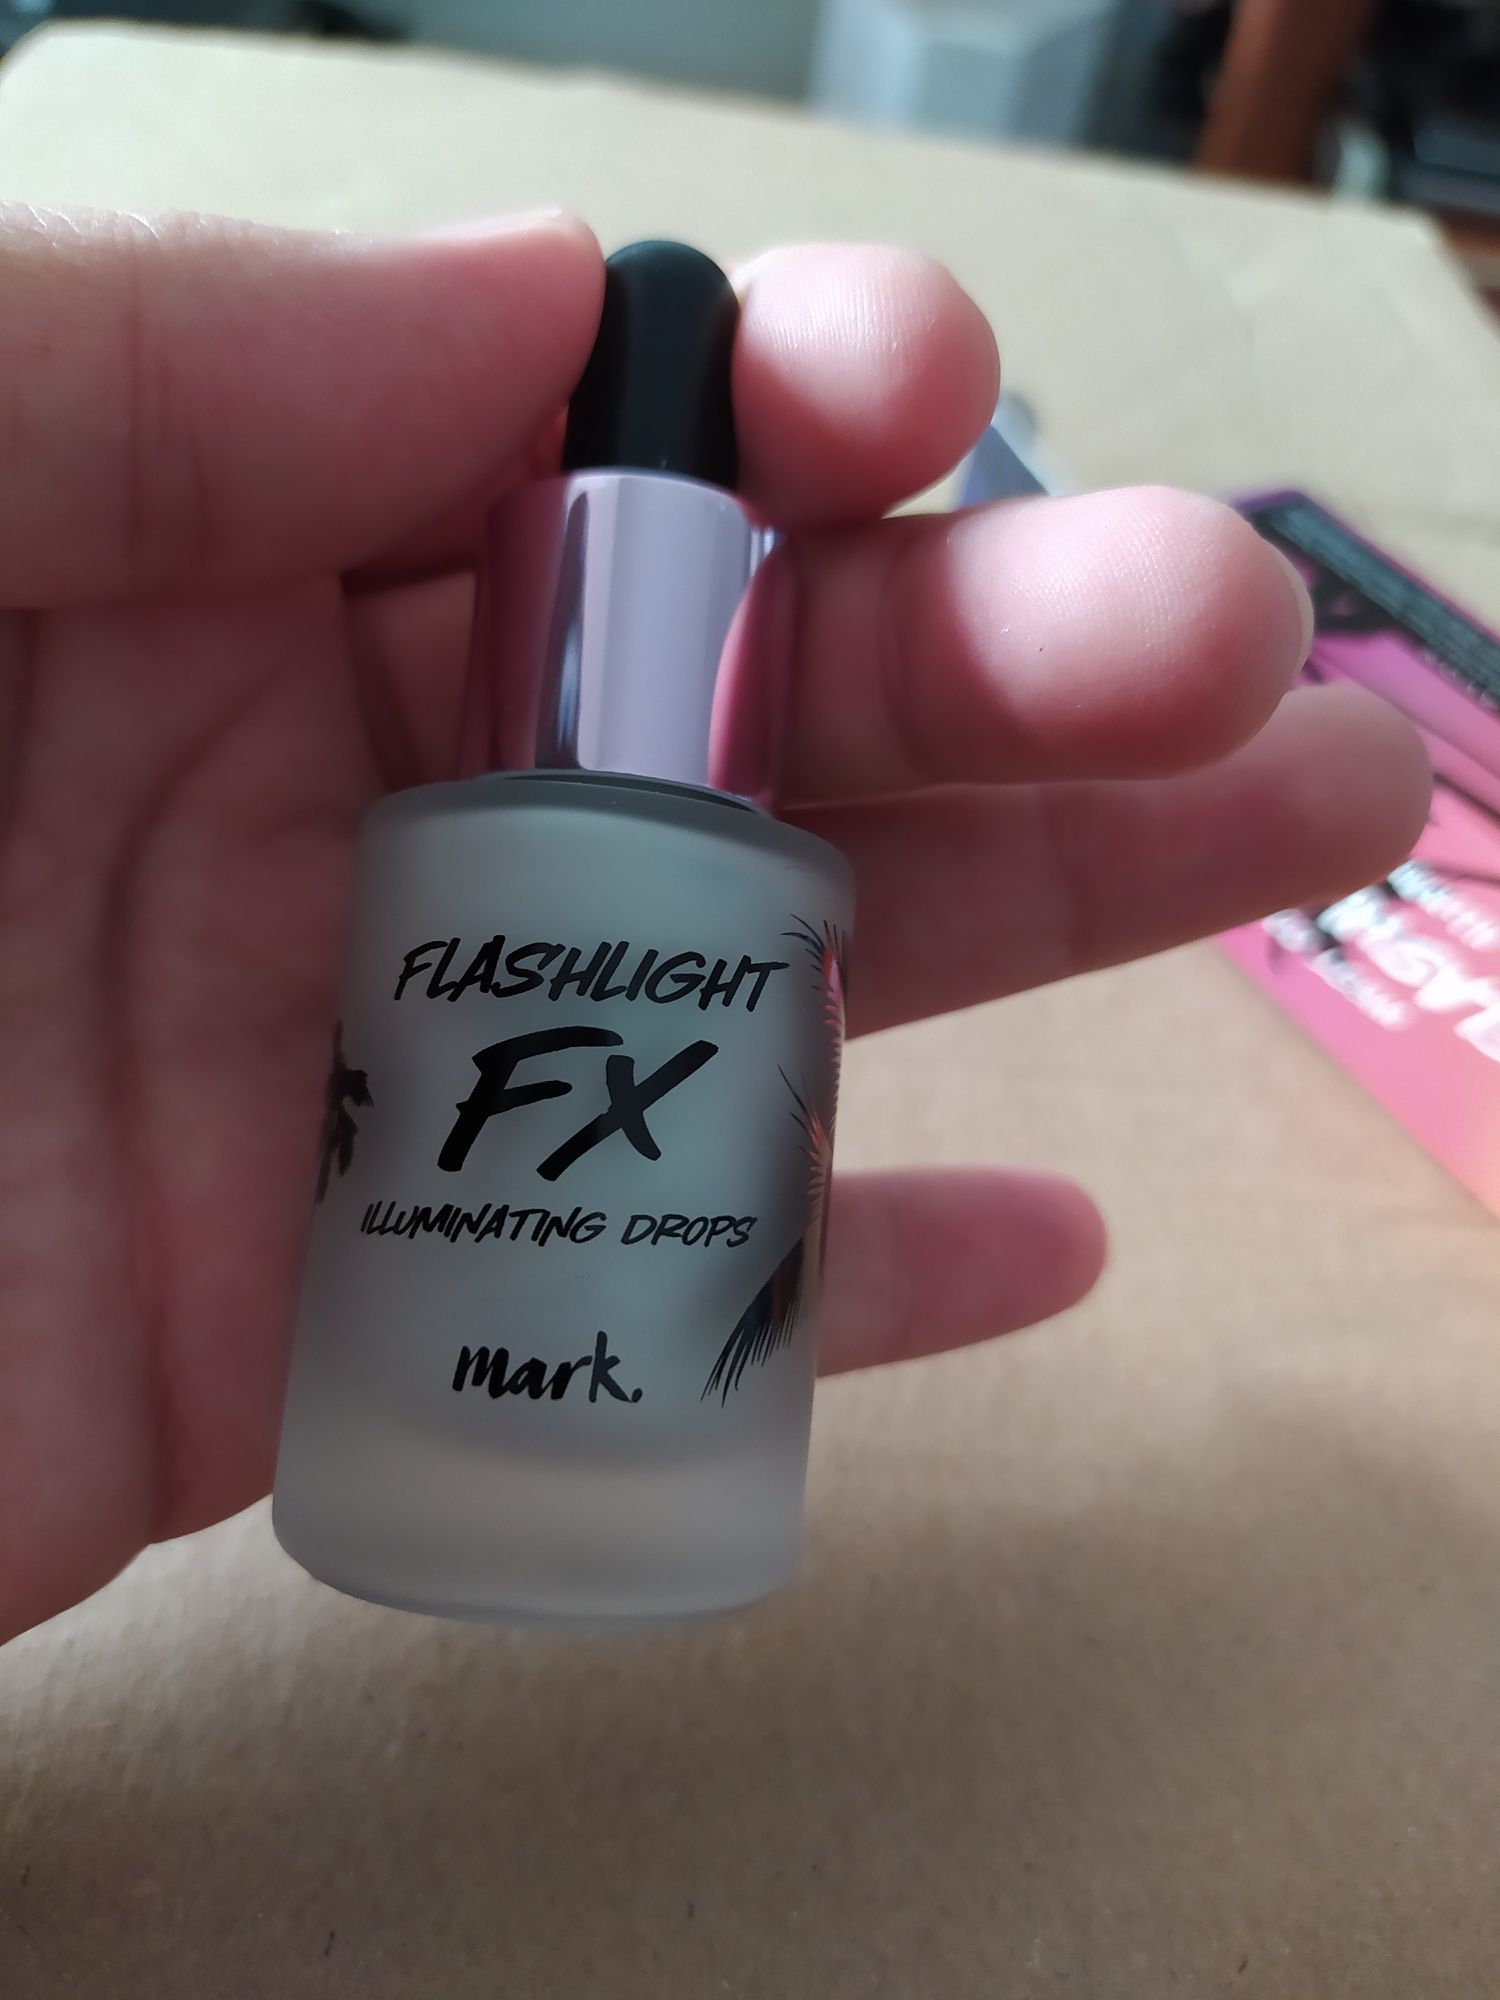 FLASHLIGHT
FX
ILLUMINATING DROPS
mark.